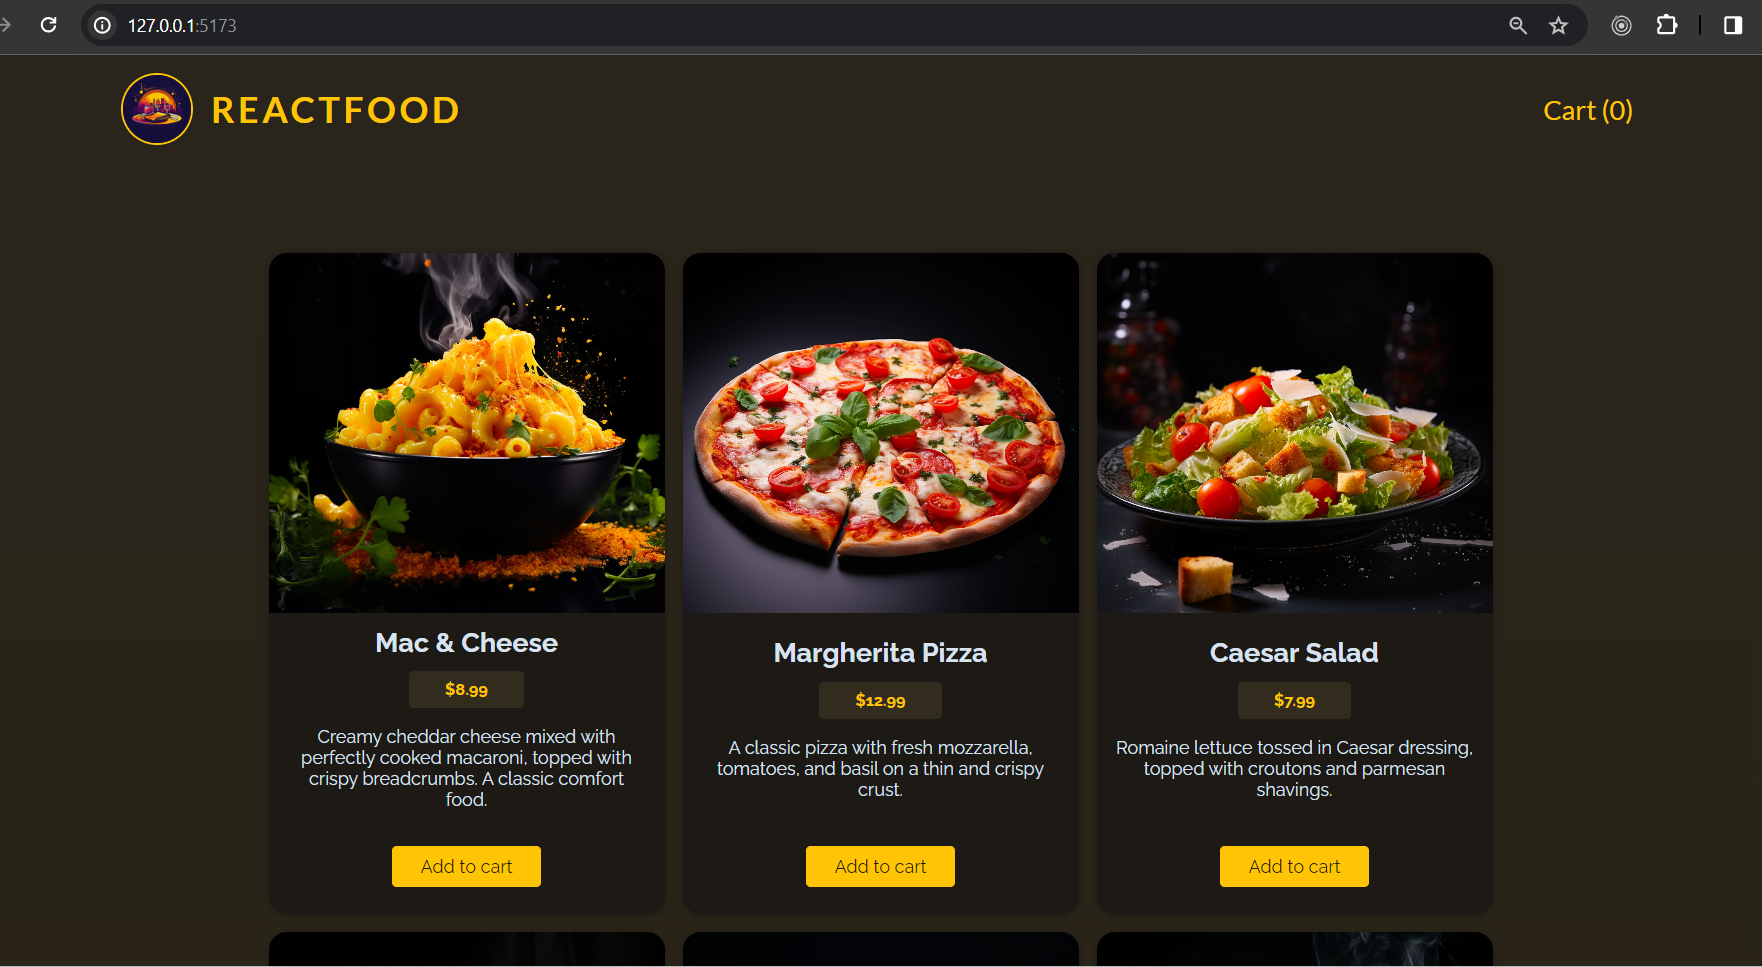 127.0.0.1:5173
REACTFOOD
Cart (0)
Mac & Cheese
$8.99
Creamy cheddar cheese mixed with
perfectly cooked macaroni, topped with
crispy breadcrumbs. A classic comfort
food.
Add to cart
Margherita Pizza
$12.99
A classic pizza with fresh mozzarella,
tomatoes, and basil on a thin and crispy
crust.
Add to cart
Caesar Salad
$7.99
Romaine lettuce tossed in Caesar dressing,
topped with croutons and parmesan
shavings.
Add to cart